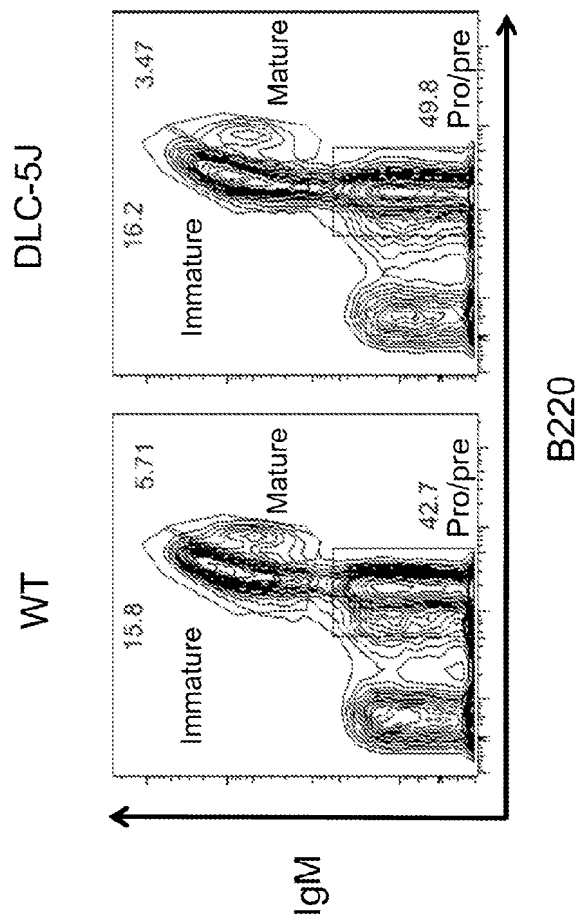 WT
DLC-5J
15.8
5.71
Immature
Mature
42.7
Pro/pre
16.2
3.47
Immature
Mature
49.8
Pro/pre
IgM
B220